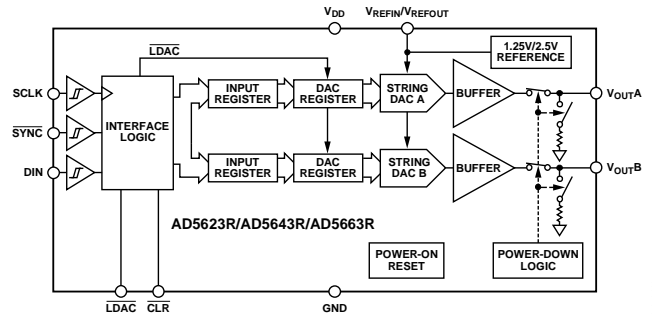 VDD VREFIN/VREFOUT
LDAC
1.25V/2.5V
REFERENCE
SCLK
SYNC
DIN
INTERFACE
LOGIC
INPUT
REGISTER
DAC
REGISTER
STRING
DAC A
BUFFER
VOUTA
INPUT
REGISTER
DAC
REGISTER
STRING
DAC B
BUFFER
VOUTB
AD5623R/AD5643R/AD5663R
POWER-ON
RESET
POWER-DOWN
LOGIC
LDAC CLR
GND